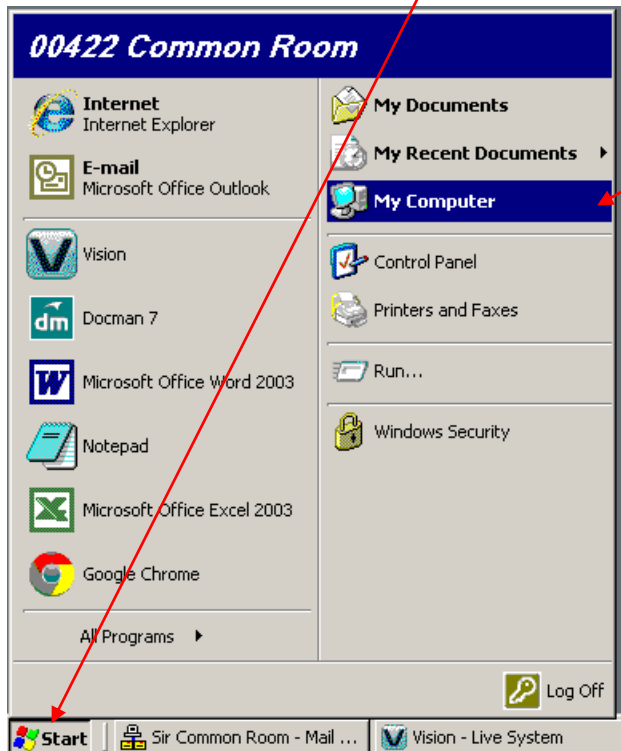 00422 Common Room
Internet
Internet Explorer
E-mail
Microsoft Office Outlook
Vision
dm Docman 7
Microsoft Office Word 2003
Notepad
Microsoft Office Excel 2003
Google Chrome
All Programs
My Documents
My Recent Documents
My Computer
Control Panel
Printers and Faxes
Run...
Windows Security
Log Off
Start
Sir Common Room - Mail ...
Vision - Live System